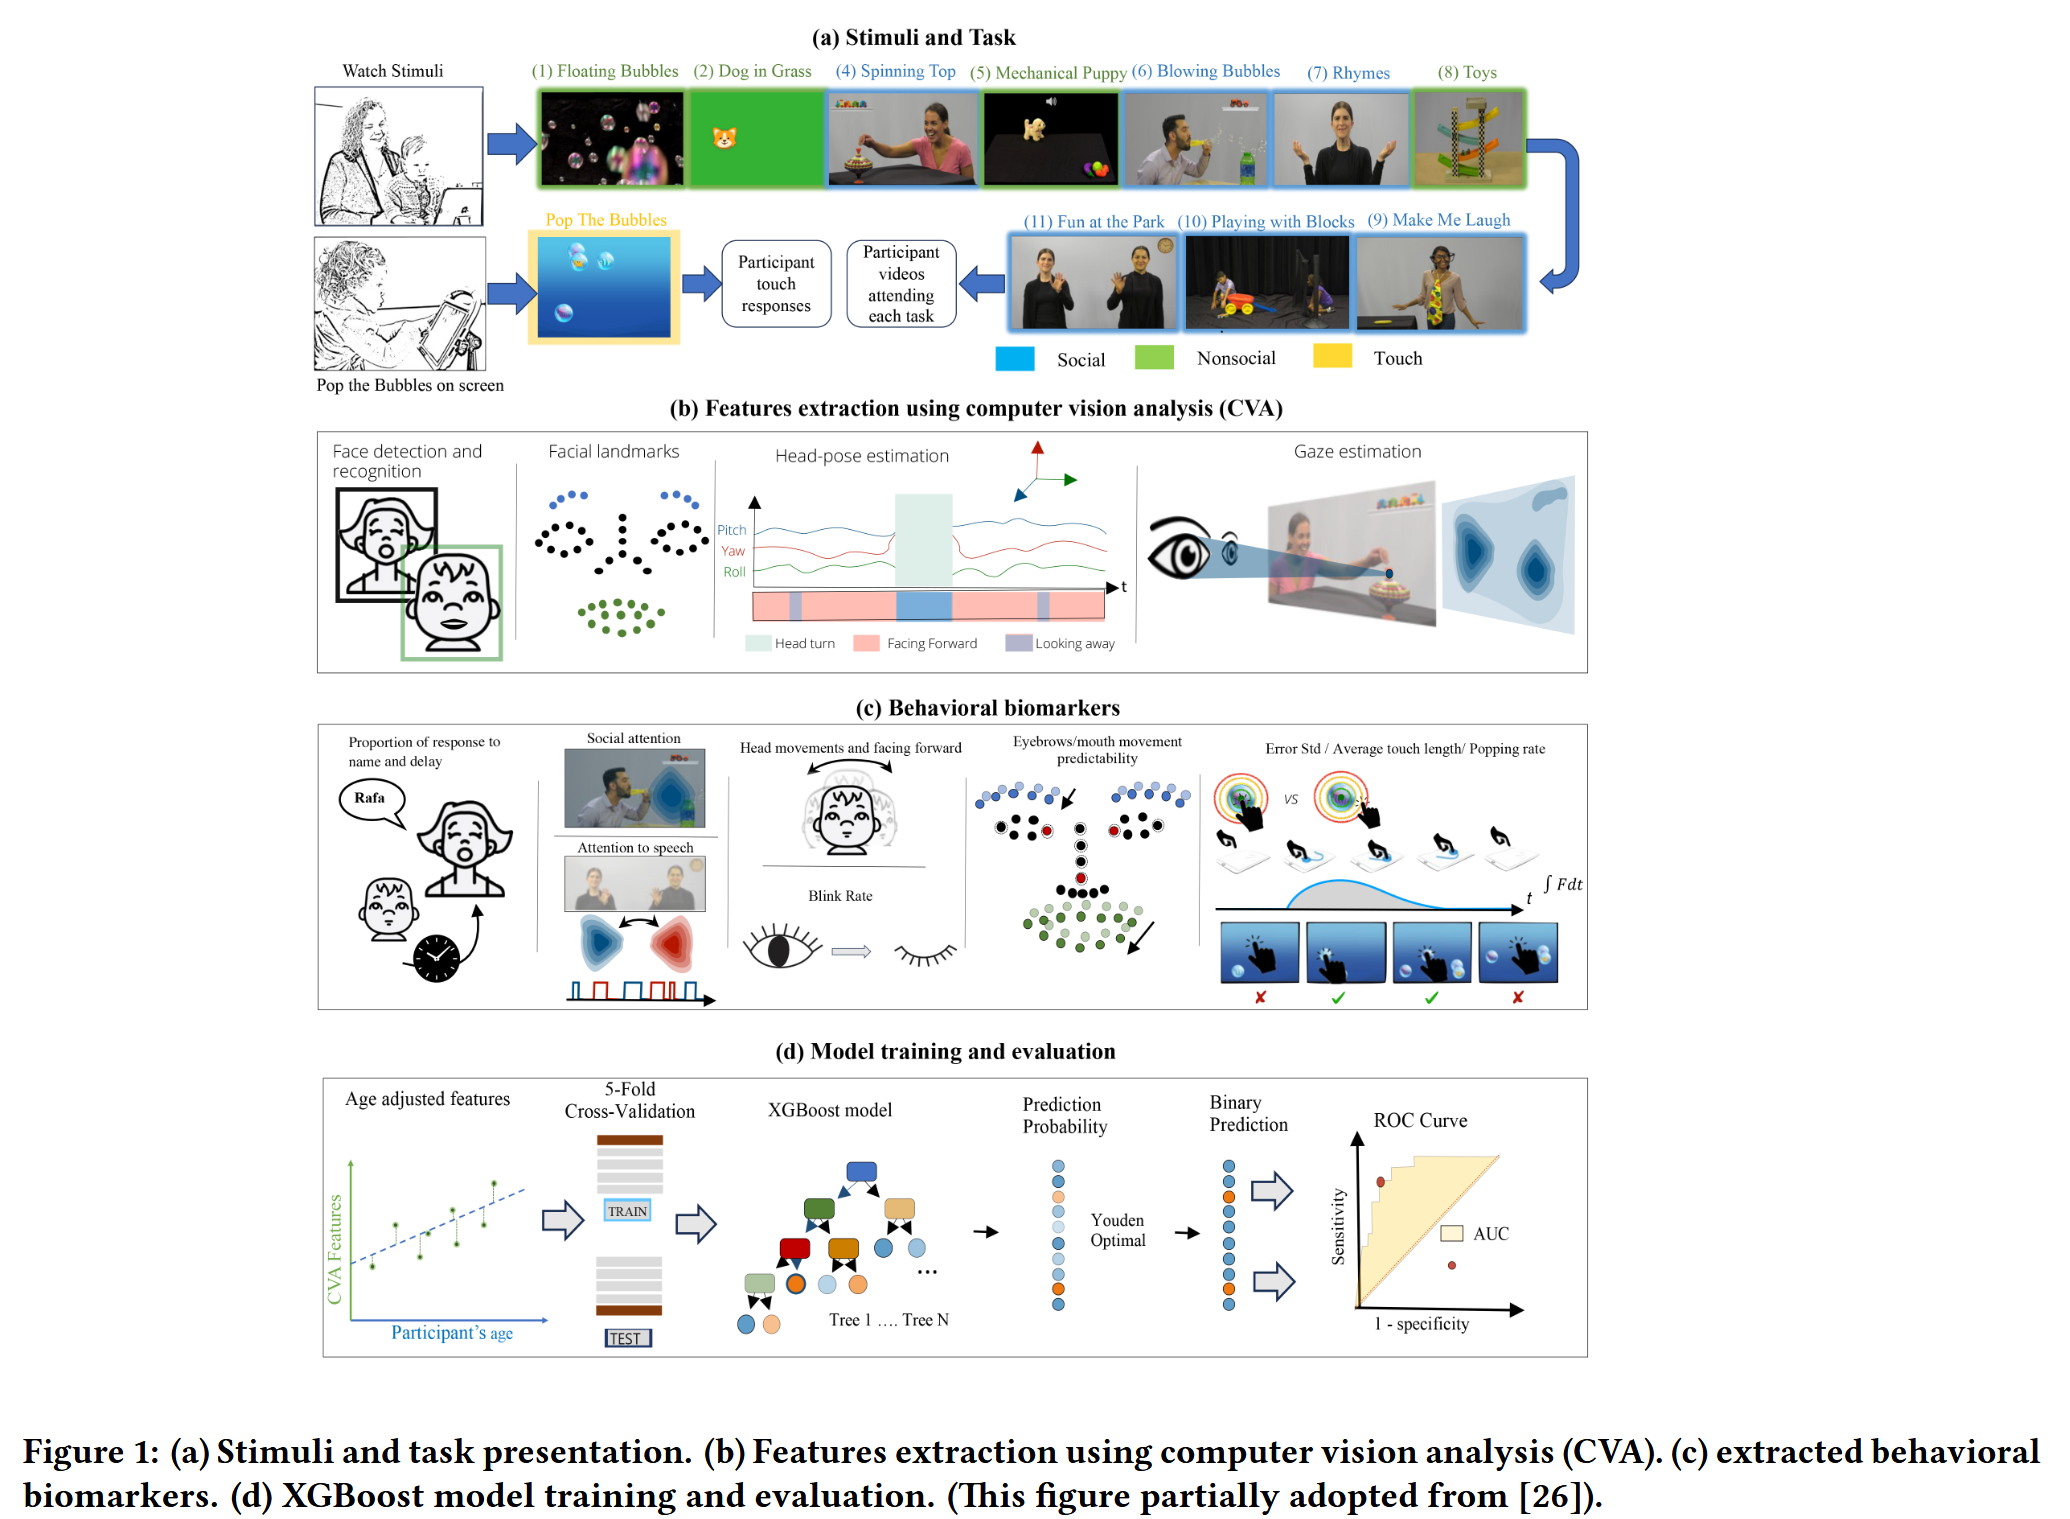 (a) Stimuli and Task
Watch Stimuli
(1) Floating Bubbles
(2) Dog in Grass
(4) Spinning Top
(5) Mechanical Puppy
(6) Blowing Bubbles
(7) Rhymes
(8) Toys
Pop The Bubbles
Participant
touch
responses
Participant
videos
attending
each task
(11) Fun at the Park
(10) Playing with Blocks
(9) Make Me Laugh
Social
Nonsocial
Touch
Pop the Bubbles on screen
(b) Features extraction using computer vision analysis (CVA)
Face detection and
recognition
Facial landmarks
Head-pose estimation
Pitch
Yaw
Roll
t
Head turn
Facing Forward
Looking away
Gaze estimation
(c) Behavioral biomarkers
Proportion of response to
name and delay
Rafa
Social attention
Attention to speech
Head movements and facing forward
Blink Rate
Eyebrows/mouth movement
predictability
Error Std / Average touch length/ Popping rate
VS
∫ Fdt
t
(d) Model training and evaluation
Age adjusted features
CVA Features
Participant's age
5-Fold
Cross-Validation
TRAIN
TEST
XGBoost model
...
Tree 1 .... Tree N
Prediction
Probability
Youden
Optimal
Binary
Prediction
ROC Curve
Sensitivity
AUC
1 - specificity
Figure 1: (a) Stimuli and task presentation. (b) Features extraction using computer vision analysis (CVA). (c) extracted behavioral
biomarkers. (d) XGBoost model training and evaluation. (This figure partially adopted from [26]).